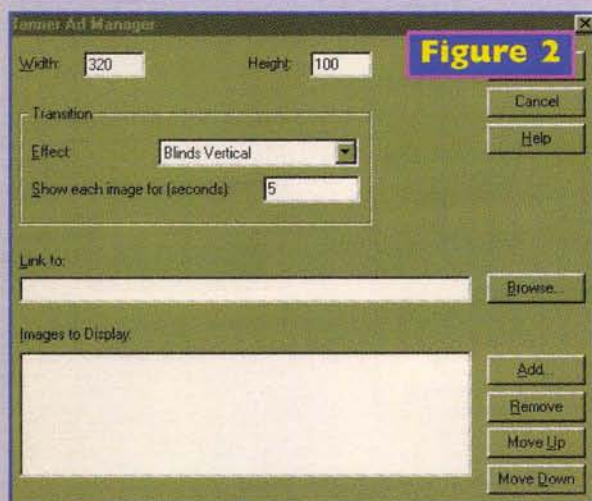 Banner Ad Manager
Figure 2
Width: 320 Height: 100
Cancel
Help
Transition
Effect: Blinds Vertical
Show each image for (seconds): 5
Link to:
Browse...
Images to Display:
Add...
Remove
Move Up
Move Down